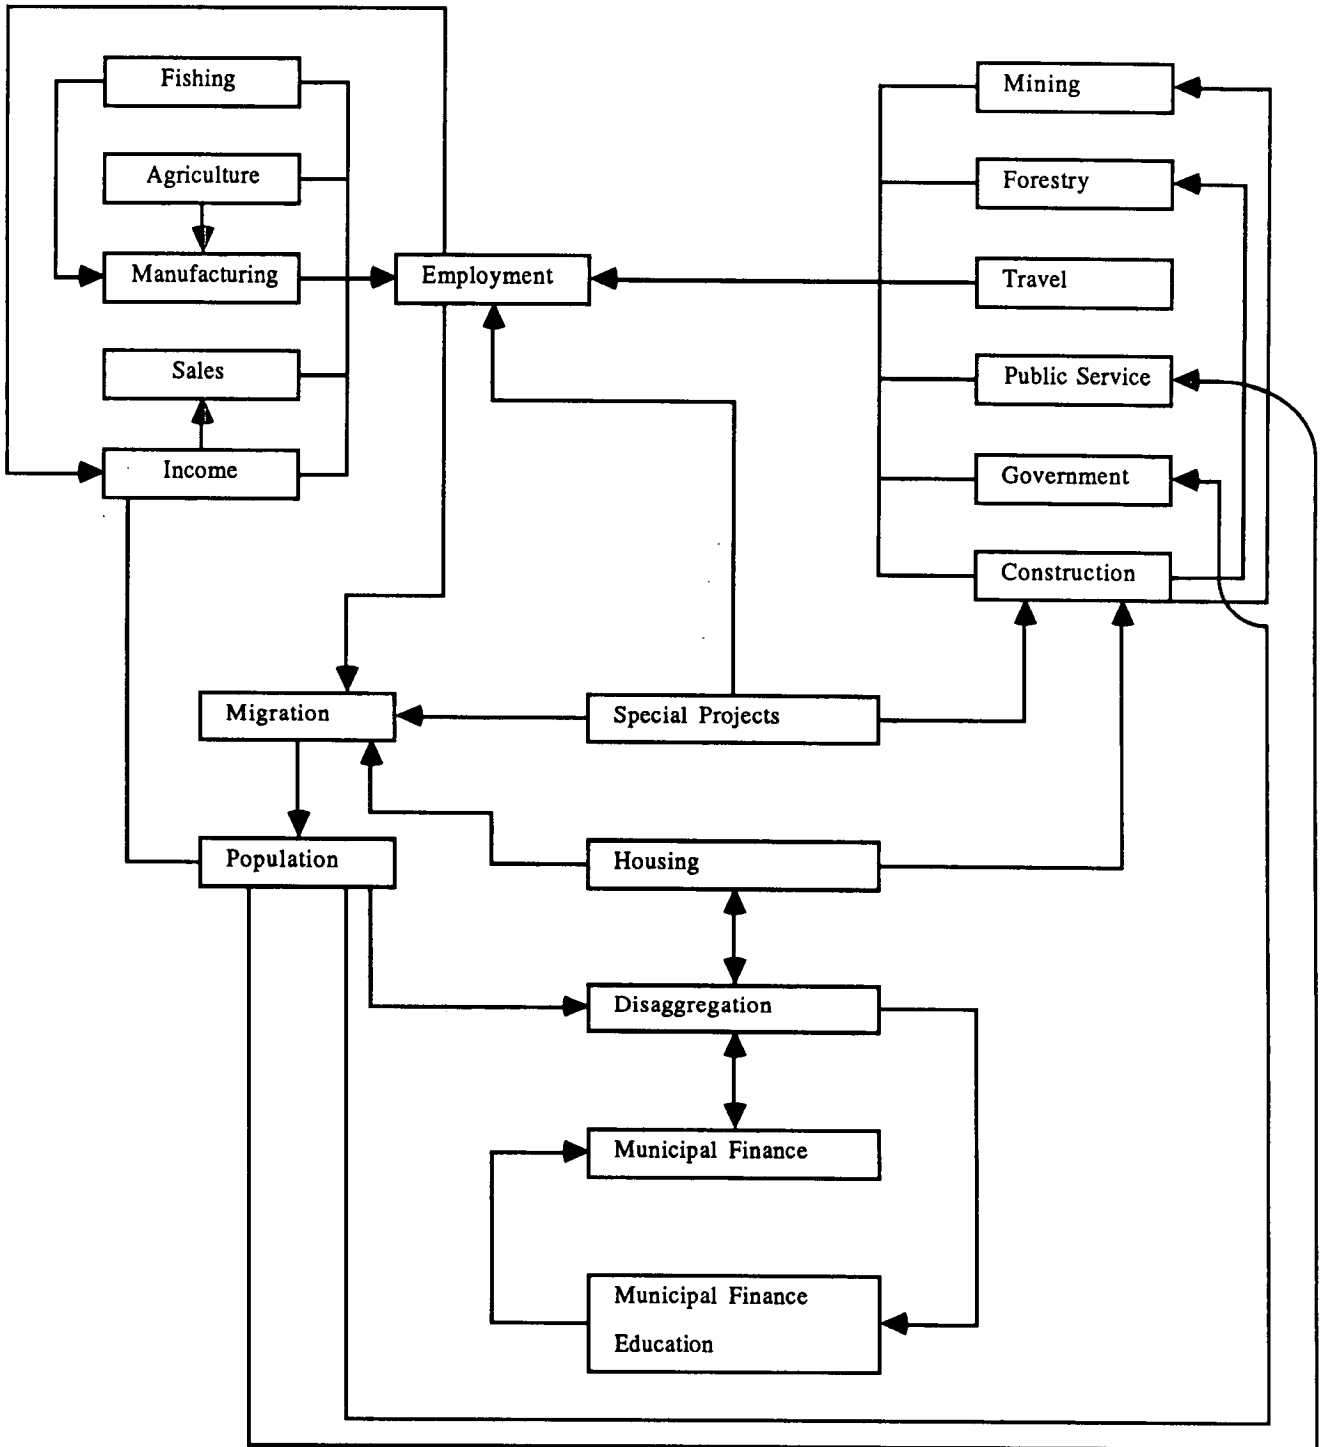 Fishing
Agriculture
Manufacturing
Sales
Income
Employment
Mining
Forestry
Travel
Public Service
Government
Construction
Migration
Special Projects
Population
Housing
Disaggregation
Municipal Finance
Municipal Finance
Education